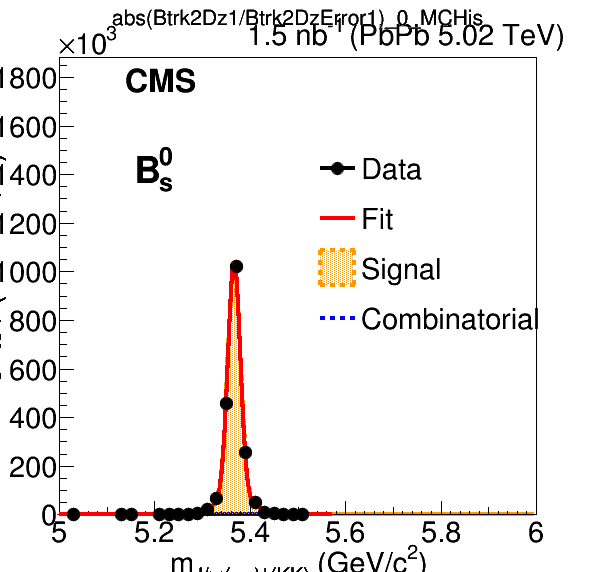 abs(Btrk2Dz1/Btrk2DzError1)_0_MCHis
×10³ 1.5 nb⁻¹ (PbPb 5.02 TeV)
1800
CMS
1600
1400
B⁰ₛ
Data
1200
Fit
1000
Signal
800
Combinatorial
600
400
200
0
5 5.2 5.4 5.6 5.8 6
(GeV/c²)